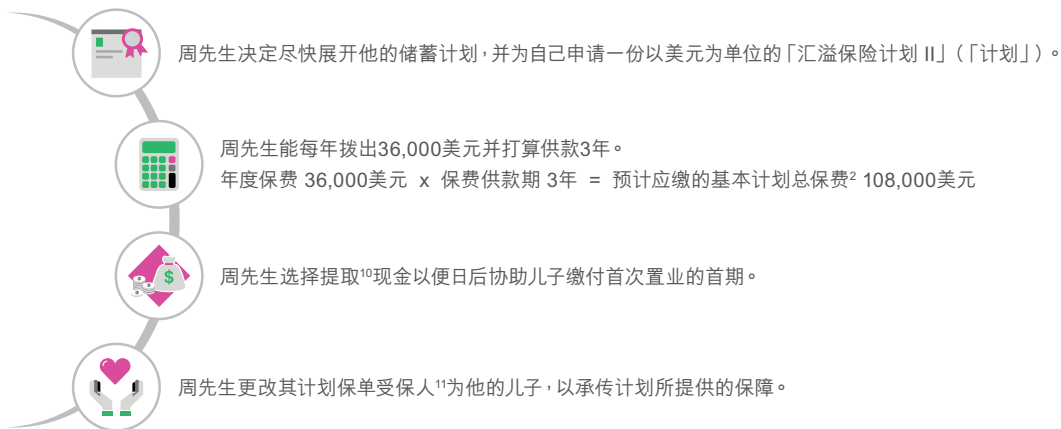 周先生决定尽快展开他的储蓄计划，并为自己申请一份以美元为单位的「汇溢保险计划 II」（「计划」）。
周先生能每年拨出36,000美元并打算供款3年。
年度保费 36,000美元 x 保费供款期 3年 = 预计应缴的基本计划总保费² 108,000美元
$
周先生选择提取¹⁰现金以便日后协助儿子缴付首次置业的首期。
周先生更改其计划保单受保人¹¹为他的儿子，以承传计划所提供的保障。